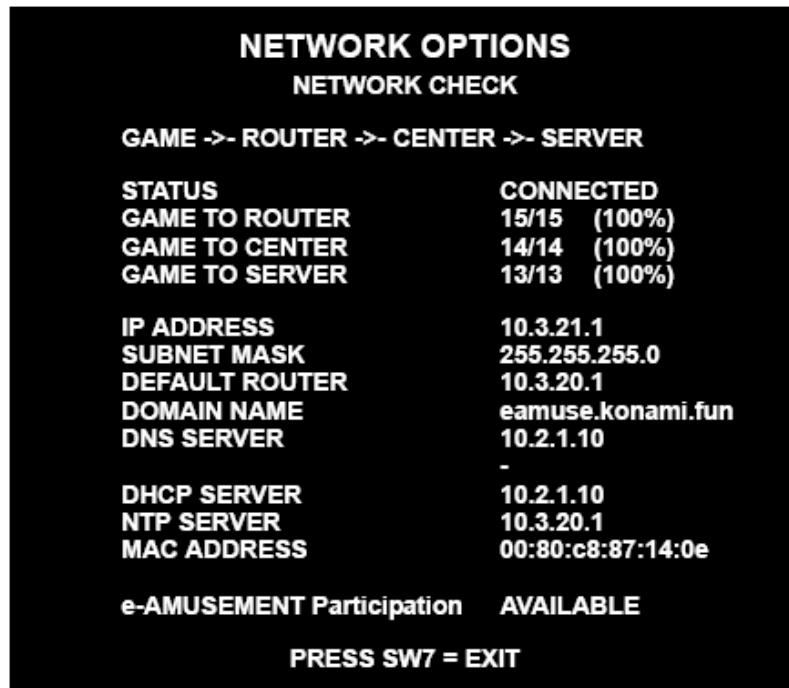 NETWORK OPTIONS
NETWORK CHECK
GAME ->- ROUTER ->- CENTER ->- SERVER
STATUS CONNECTED
GAME TO ROUTER 15/15 (100%)
GAME TO CENTER 14/14 (100%)
GAME TO SERVER 13/13 (100%)
IP ADDRESS 10.3.21.1
SUBNET MASK 255.255.255.0
DEFAULT ROUTER 10.3.20.1
DOMAIN NAME eamuse.konami.fun
DNS SERVER 10.2.1.10
-
DHCP SERVER 10.2.1.10
NTP SERVER 10.3.20.1
MAC ADDRESS 00:80:c8:87:14:0e
e-AMUSEMENT Participation AVAILABLE
PRESS SW7 = EXIT